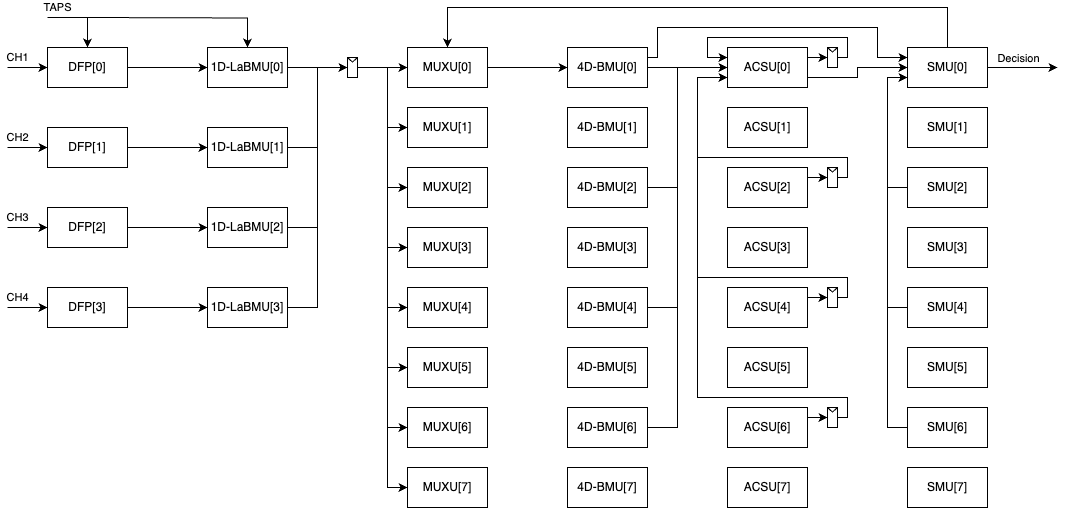 TAPS
CH1
DFP[0]
1D-LaBMU[0]
MUXU[0]
4D-BMU[0]
ACSU[0]
SMU[0]
Decision
MUXU[1]
4D-BMU[1]
ACSU[1]
SMU[1]
CH2
DFP[1]
1D-LaBMU[1]
MUXU[2]
4D-BMU[2]
ACSU[2]
SMU[2]
CH3
DFP[2]
1D-LaBMU[2]
MUXU[3]
4D-BMU[3]
ACSU[3]
SMU[3]
CH4
DFP[3]
1D-LaBMU[3]
MUXU[4]
4D-BMU[4]
ACSU[4]
SMU[4]
MUXU[5]
4D-BMU[5]
ACSU[5]
SMU[5]
MUXU[6]
4D-BMU[6]
ACSU[6]
SMU[6]
MUXU[7]
4D-BMU[7]
ACSU[7]
SMU[7]